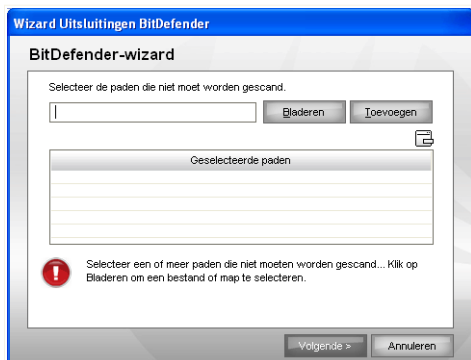 Wizard Uitsluitingen BitDefender
BitDefender-wizard
Selecteer de paden die niet moet worden gescand.
Bladeren
Toevoegen
Geselecteerde paden
Selecteer een of meer paden die niet moeten worden gescand... Klik op
Bladeren om een bestand of map te selecteren.
Volgende >
Annuleren